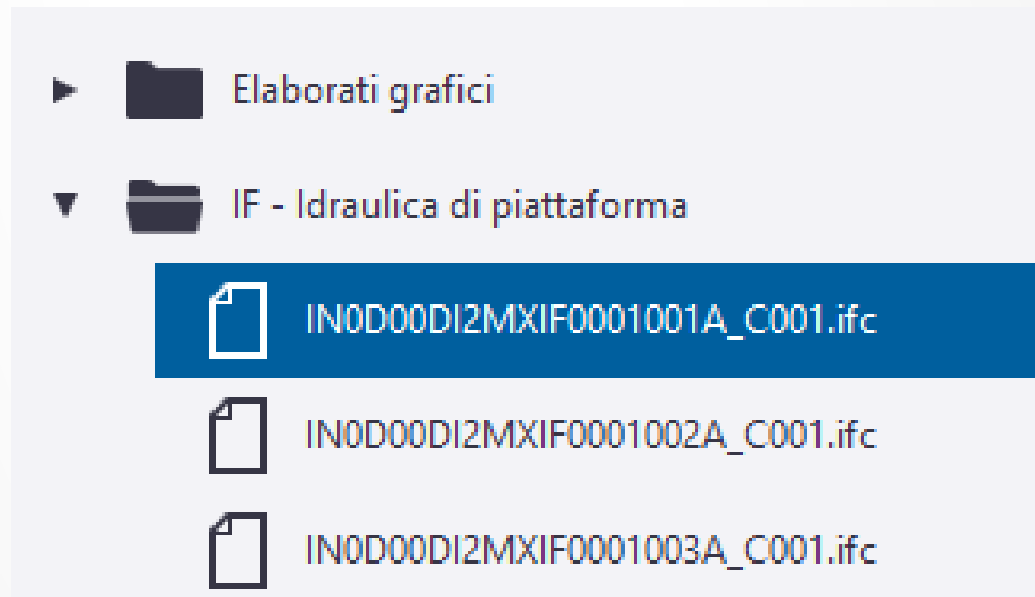 Elaborati grafici
IF - Idraulica di piattaforma
IN0D00DI2MXIF0001001A_C001.ifc
IN0D00DI2MXIF0001002A_C001.ifc
IN0D00DI2MXIF0001003A_C001.ifc